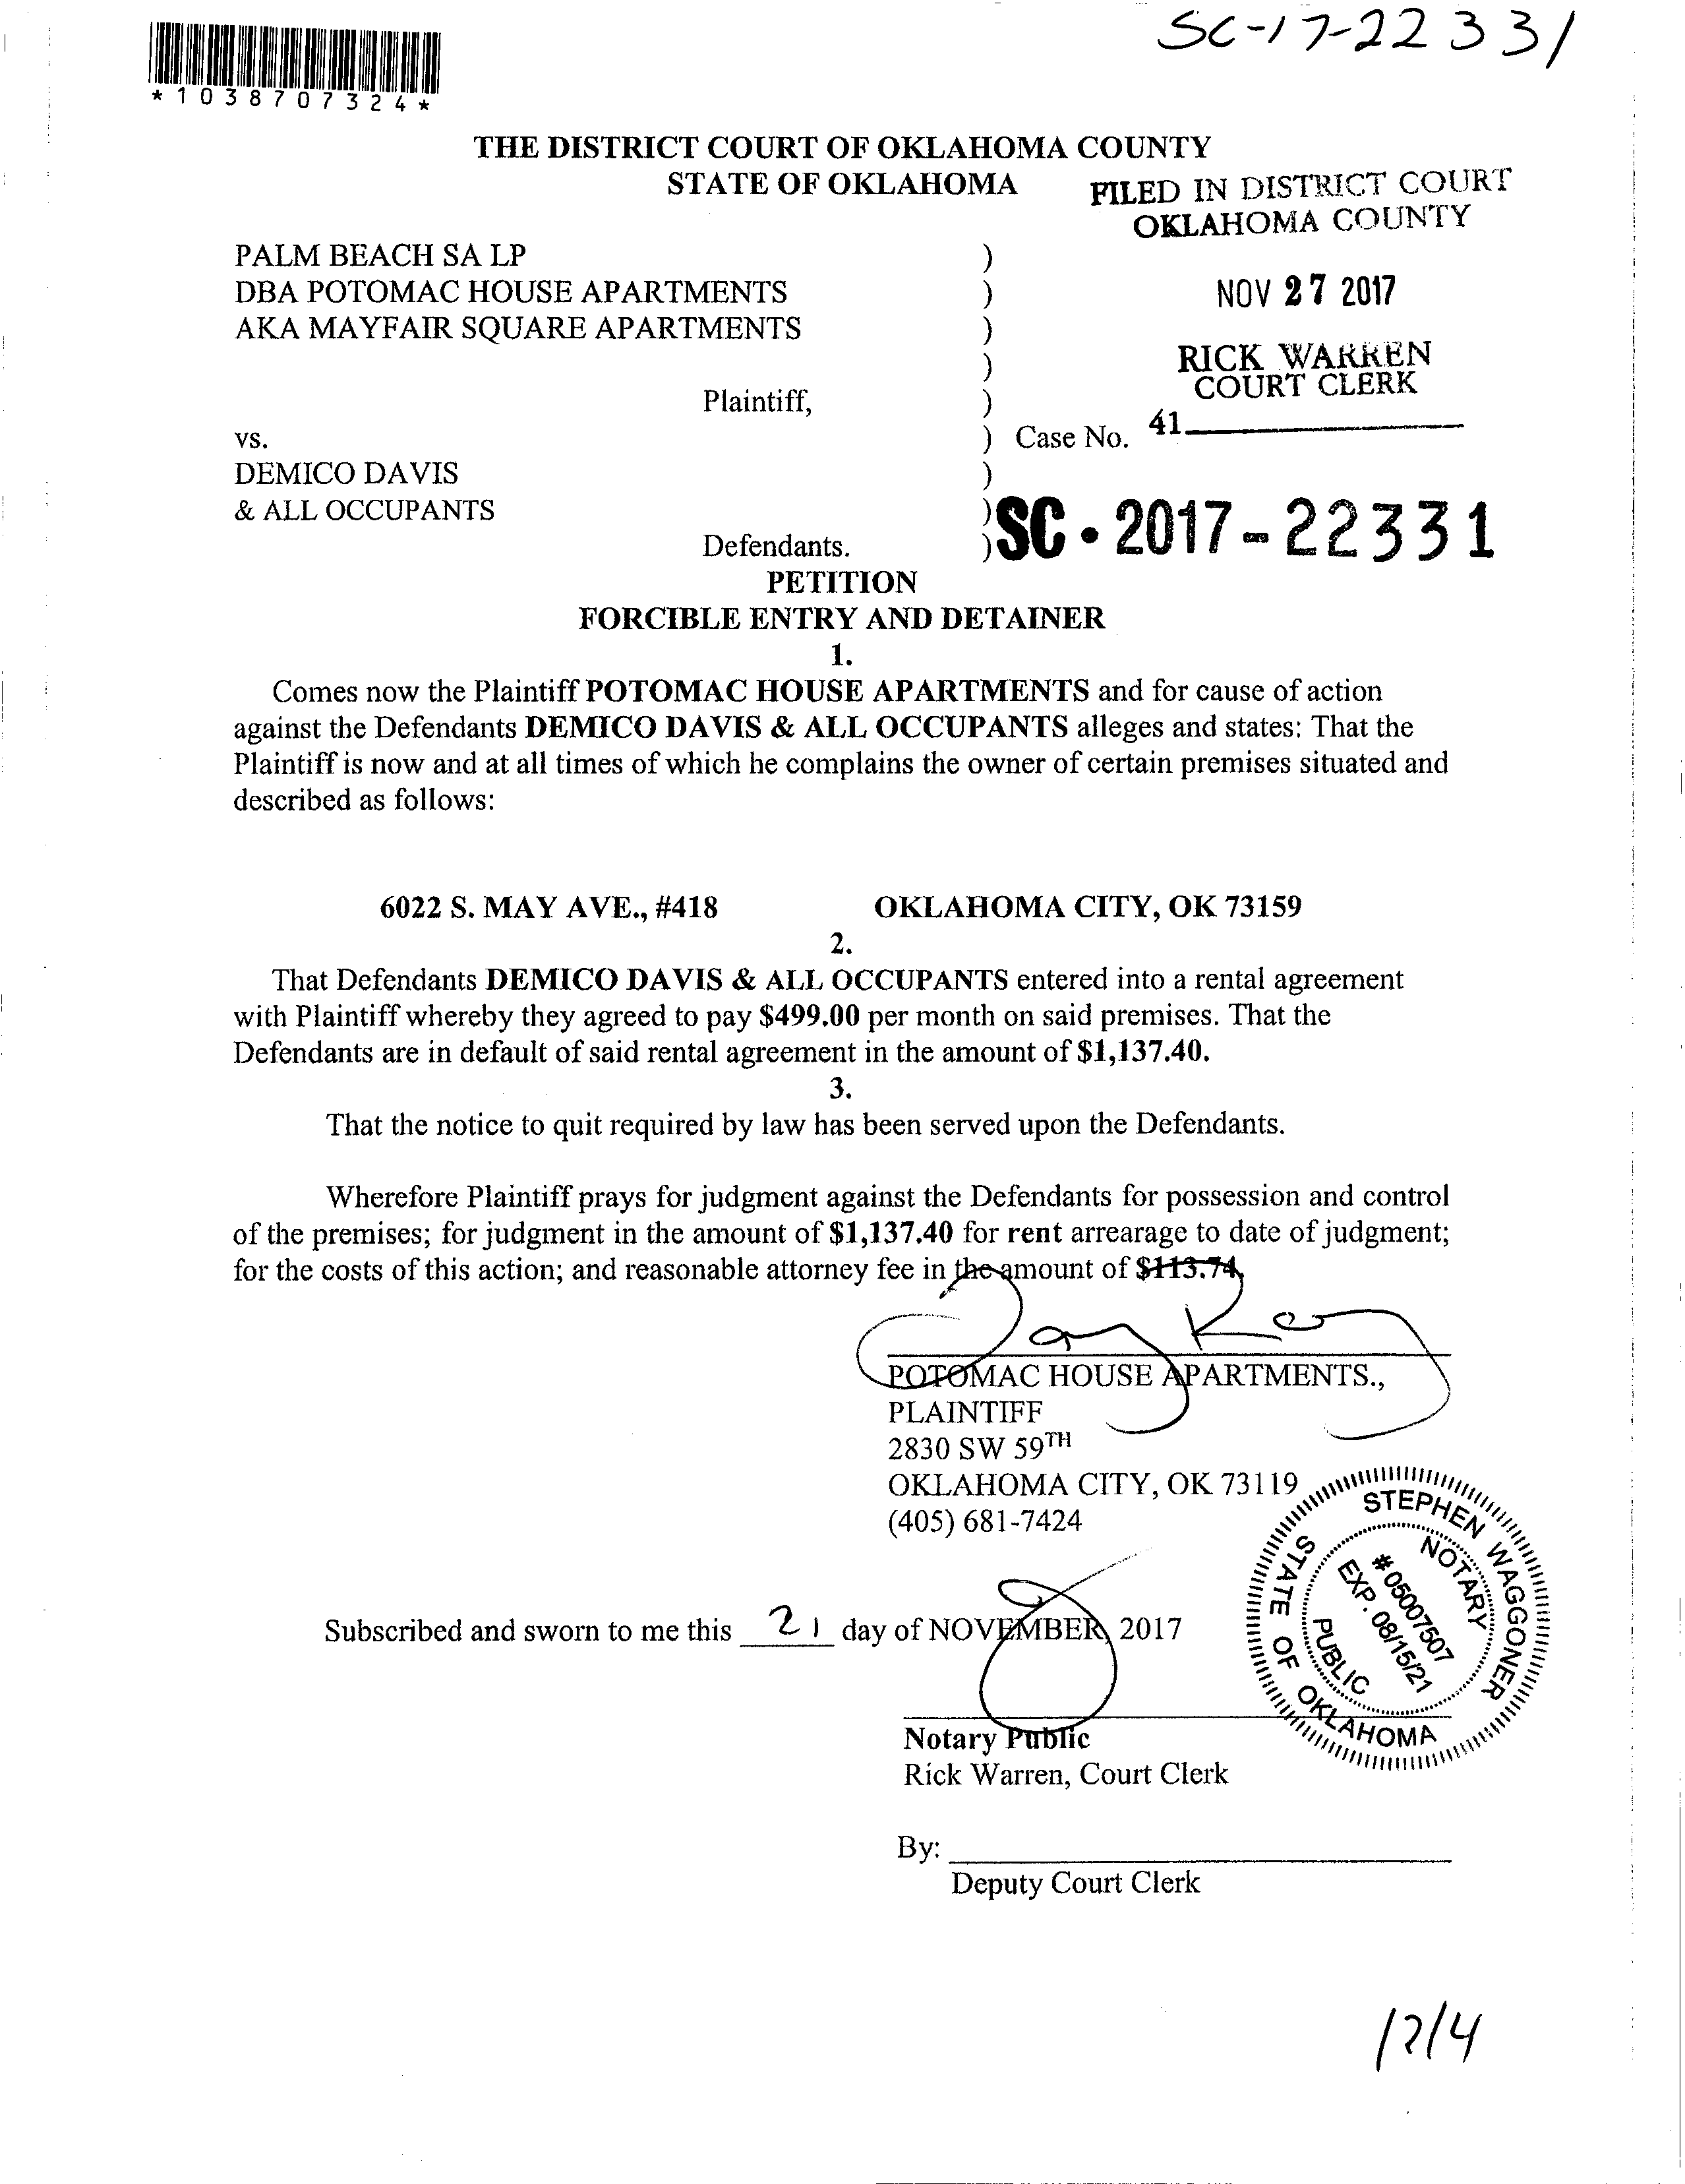 SC-17-22331
*1038707324*
THE DISTRICT COURT OF OKLAHOMA COUNTY
STATE OF OKLAHOMA
FILED IN DISTRICT COURT
OKLAHOMA COUNTY
PALM BEACH SA LP )
DBA POTOMAC HOUSE APARTMENTS ) NOV 27 2017
AKA MAYFAIR SQUARE APARTMENTS )
) RICK WARREN
COURT CLERK
Plaintiff, )
vs. ) Case No. 41
DEMICO DAVIS )
& ALL OCCUPANTS ) SC · 2017-22331
Defendants. )
PETITION
FORCIBLE ENTRY AND DETAINER
1.
Comes now the Plaintiff POTOMAC HOUSE APARTMENTS and for cause of action
against the Defendants DEMICO DAVIS & ALL OCCUPANTS alleges and states: That the
Plaintiff is now and at all times of which he complains the owner of certain premises situated and
described as follows:
6022 S. MAY AVE., #418 OKLAHOMA CITY, OK 73159
2.
That Defendants DEMICO DAVIS & ALL OCCUPANTS entered into a rental agreement
with Plaintiff whereby they agreed to pay $499.00 per month on said premises. That the
Defendants are in default of said rental agreement in the amount of $1,137.40.
3.
That the notice to quit required by law has been served upon the Defendants.
Wherefore Plaintiff prays for judgment against the Defendants for possession and control
of the premises; for judgment in the amount of $1,137.40 for rent arrearage to date of judgment;
for the costs of this action; and reasonable attorney fee in the amount of $113.74.
POTOMAC HOUSE APARTMENTS.,
PLAINTIFF
2830 SW 59TH
OKLAHOMA CITY, OK 73119
(405) 681-7424
STEPHEN WAGGONER
STATE OF OKLAHOMA
NOTARY
# 05007507
EXP. 08/15/21
PUBLIC
Subscribed and sworn to me this 21 day of NOVEMBER, 2017
Notary Public
Rick Warren, Court Clerk
By:
Deputy Court Clerk
12/4